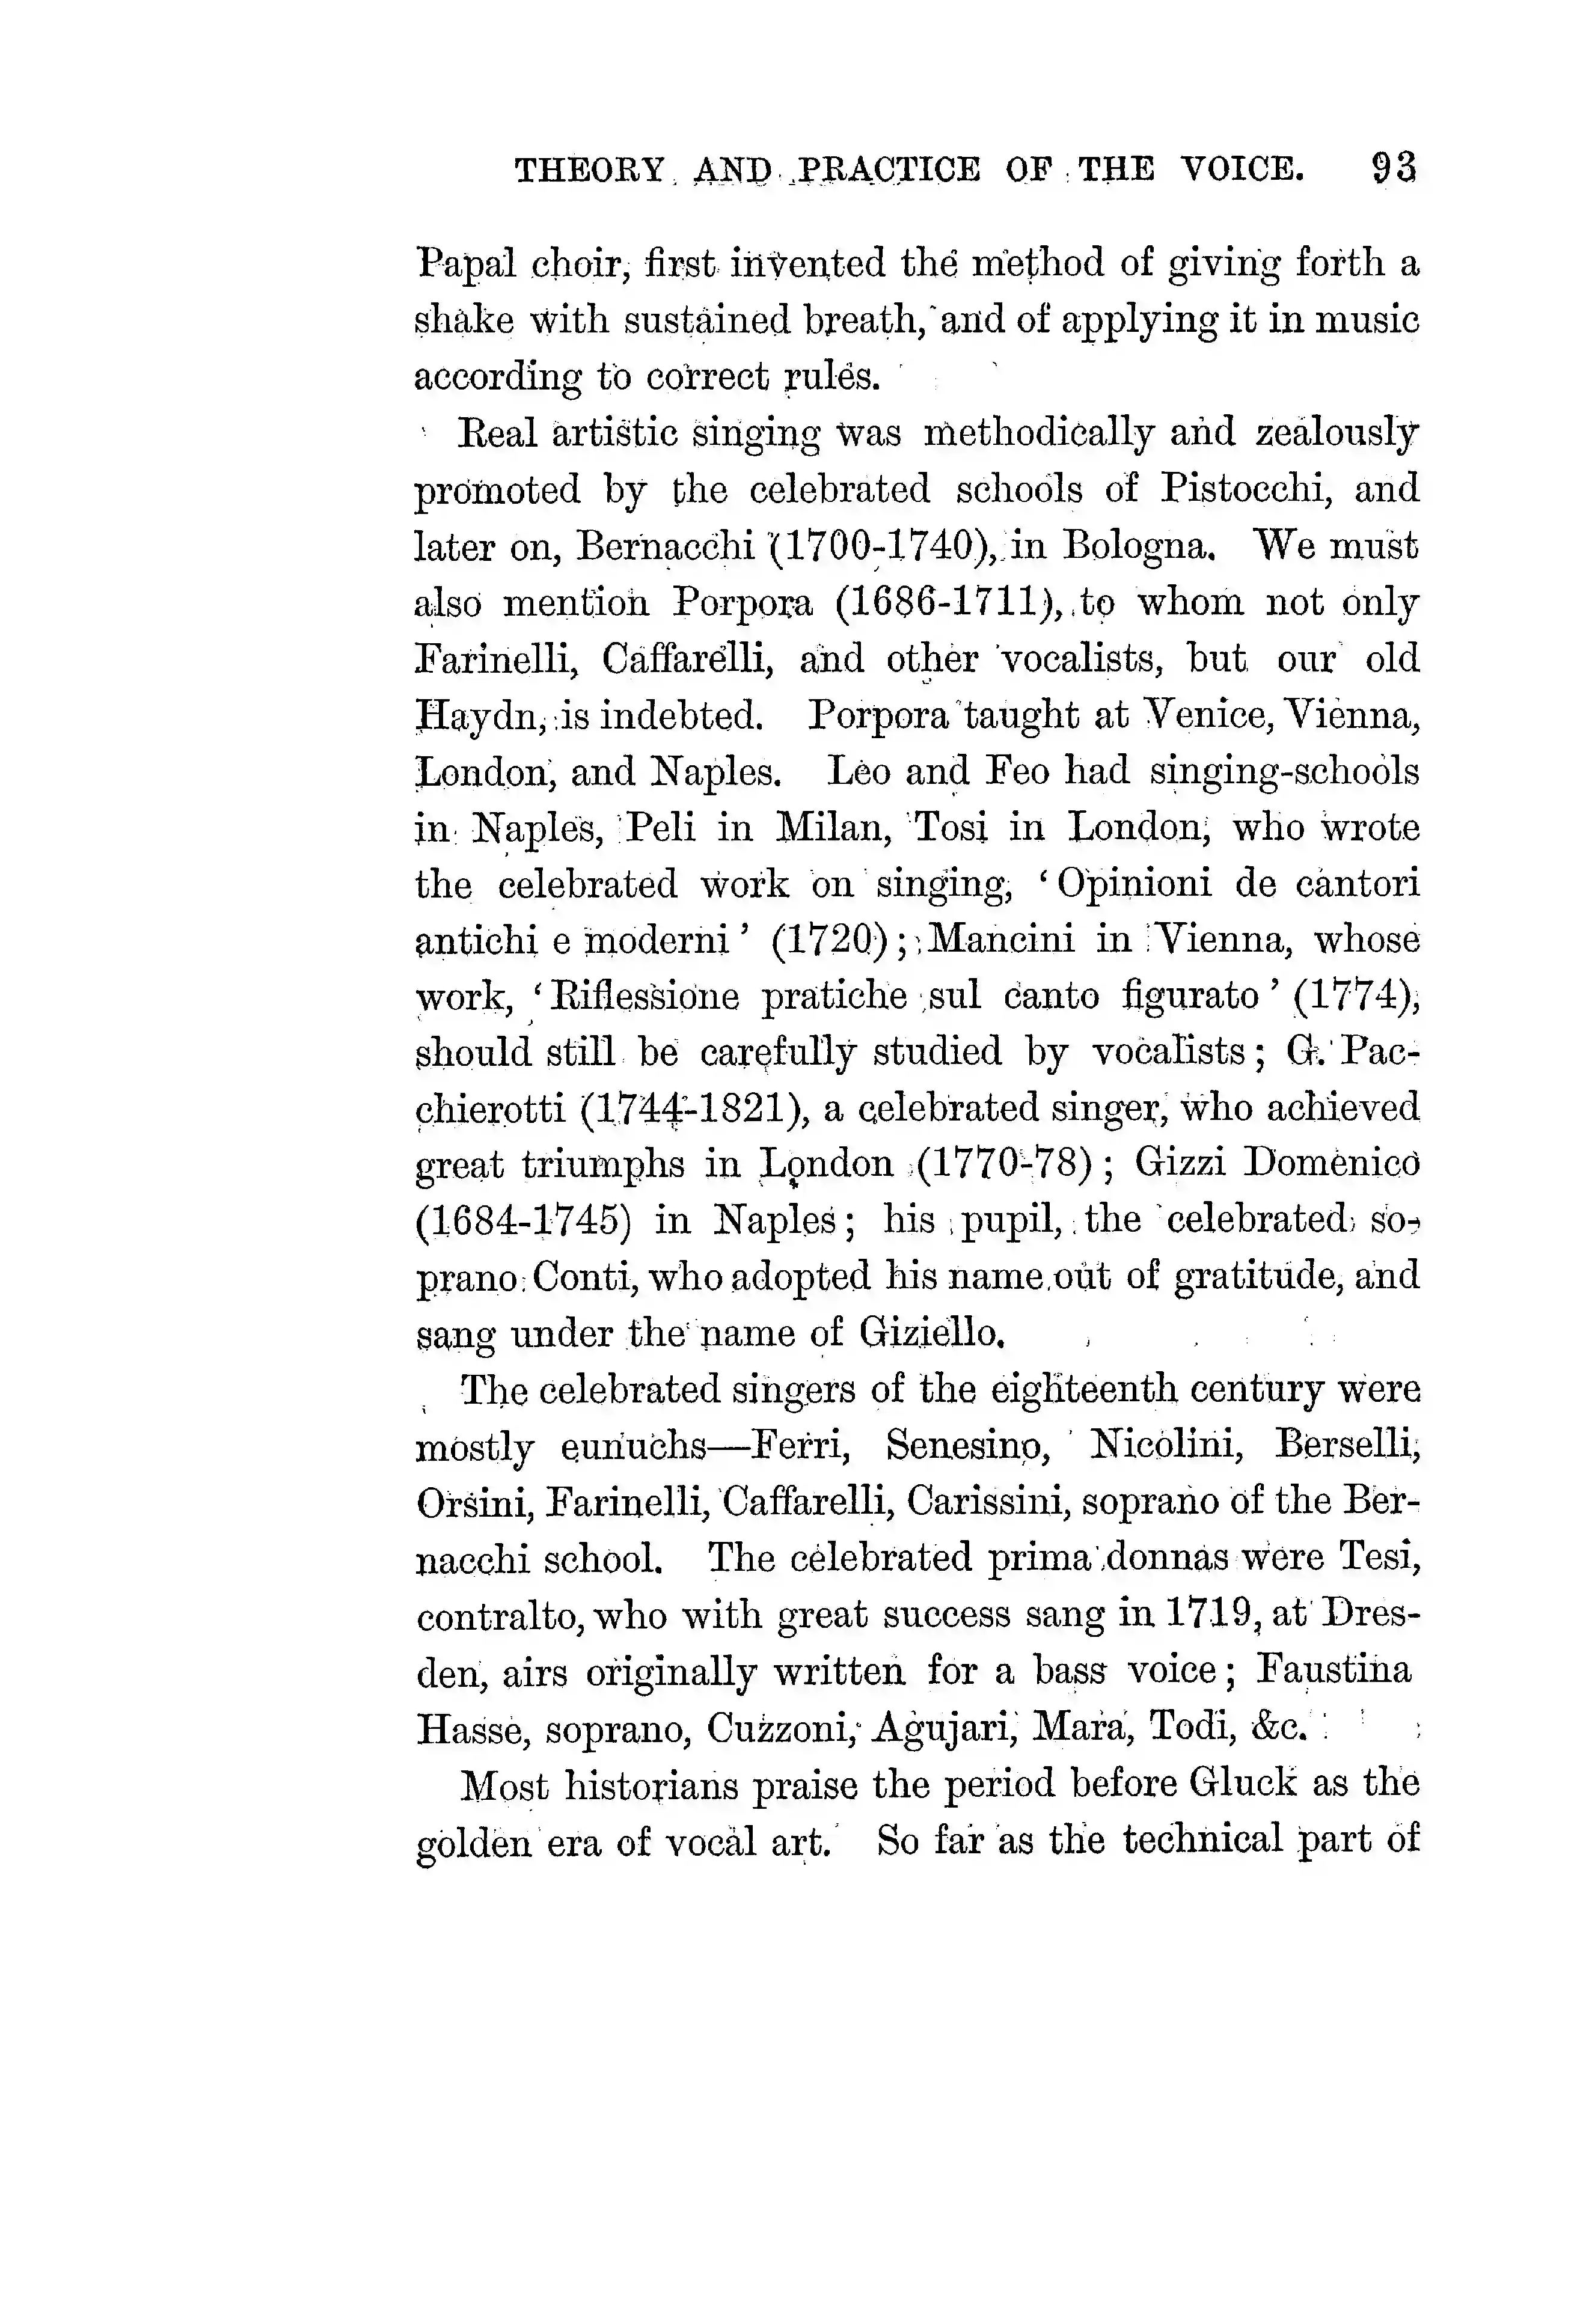 THEORY AND PRACTICE OF THE VOICE. 93
Papal choir, first invented the method of giving forth a
shake with sustained breath, and of applying it in music
according to correct rules.
Real artistic singing was methodically and zealously
promoted by the celebrated schools of Pistocchi, and
later on, Bernacchi (1700-1740), in Bologna. We must
also mention Porpora (1686-1711), to whom not only
Farinelli, Caffarelli, and other vocalists, but our old
Haydn, is indebted. Porpora taught at Venice, Vienna,
London, and Naples. Leo and Feo had singing-schools
in Naples, Peli in Milan, Tosi in London, who wrote
the celebrated work on singing, ‘Opinioni de cantori
antichi e moderni’ (1720); Mancini in Vienna, whose
work, ‘Riflessione pratiche sul canto figurato’ (1774),
should still be carefully studied by vocalists; G. Pac-
chierotti (1744-1821), a celebrated singer, who achieved
great triumphs in London (1770-78); Gizzi Domenico
(1684-1745) in Naples; his pupil, the celebrated so-
prano Conti, who adopted his name out of gratitude, and
sang under the name of Giziello.
The celebrated singers of the eighteenth century were
mostly eunuchs—Ferri, Senesino, Nicolini, Berselli,
Orsini, Farinelli, Caffarelli, Carissini, soprano of the Ber-
nacchi school. The celebrated prima donnas were Tesi,
contralto, who with great success sang in 1719, at Dres-
den, airs originally written for a bass voice; Faustina
Hasse, soprano, Cuzzoni, Agujari, Mara, Todi, &c.
Most historians praise the period before Gluck as the
golden era of vocal art. So far as the technical part of